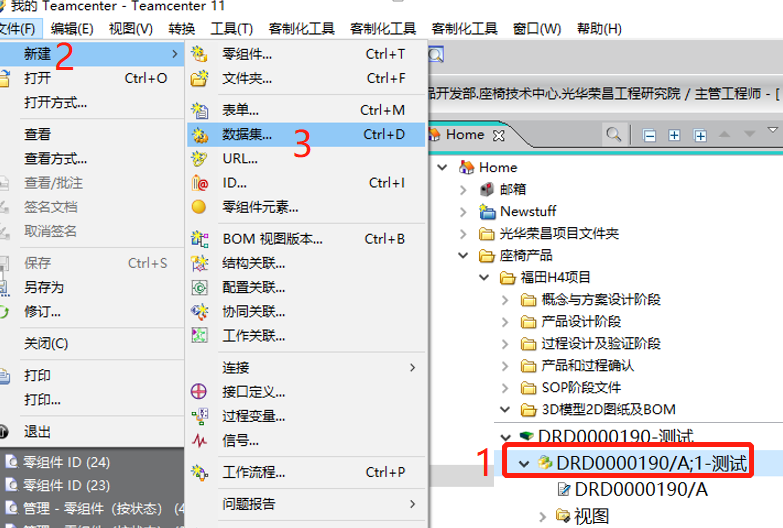 我的 Teamcenter - Teamcenter 11
文件(F) 编辑(E) 视图(V) 转换 工具(T) 客制化工具 客制化工具 客制化工具 窗口(W) 帮助(H)
新建 2
打开 Ctrl+O
打开方式...
查看
查看方式...
查看/批注
签名文档
取消签名
保存 Ctrl+S
另存为
修订...
关闭(C)
打印
打印...
退出
零组件 ID (24)
零组件 ID (23)
管理 - 零组件（按状态） (4
零组件... Ctrl+T
文件夹... Ctrl+F
表单... Ctrl+M
数据集... 3 Ctrl+D
URL...
ID... Ctrl+I
零组件元素...
BOM 视图版本... Ctrl+B
结构关联...
配置关联...
协同关联...
工作关联...
连接
接口定义...
过程变量...
信号...
工作流程... Ctrl+P
问题报告
品开发部.座椅技术中心.光华荣昌工程研究院 / 主管工程师 - [
Home
Home
邮箱
Newstuff
光华荣昌项目文件夹
座椅产品
福田H4项目
概念与方案设计阶段
产品设计阶段
过程设计及验证阶段
产品和过程确认
SOP阶段文件
3D模型2D图纸及BOM
DRD0000190-测试
1 DRD0000190/A;1-测试
DRD0000190/A
视图